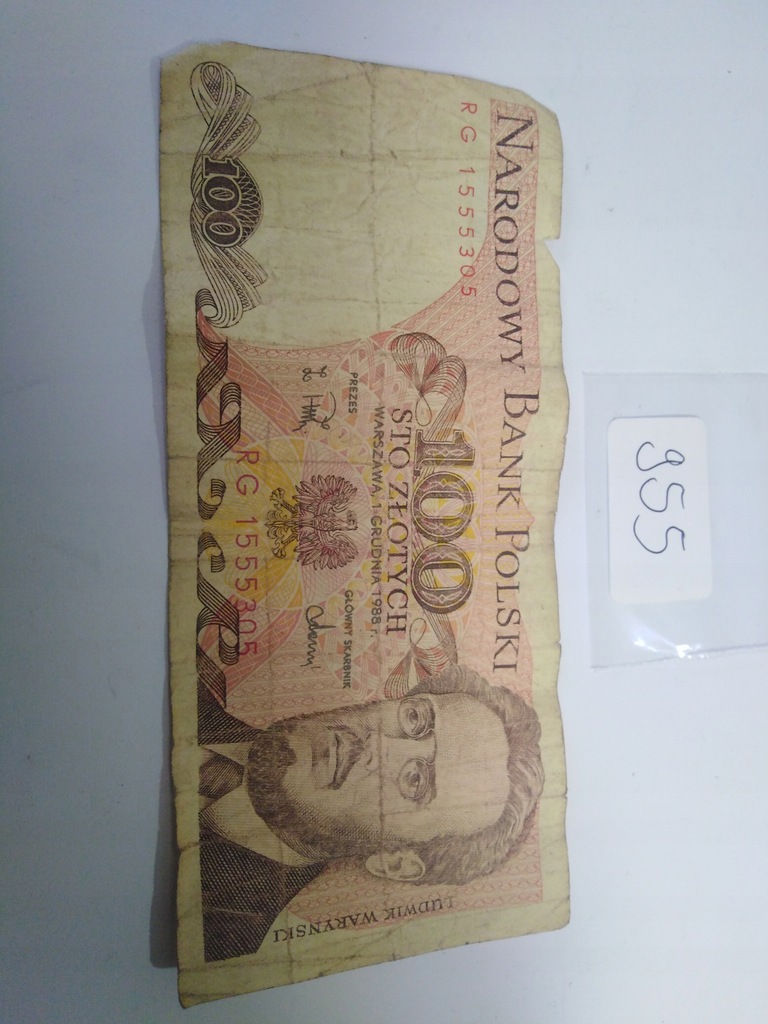 NARODOWY BANK POLSKI
RG 1555305
100
STO ZŁOTYCH
WARSZAWA, 1 GRUDNIA 1988 r.
PREZES
GŁÓWNY SKARBNIK
RG 1555305
100
LUDWIK WARYŃSKI
955